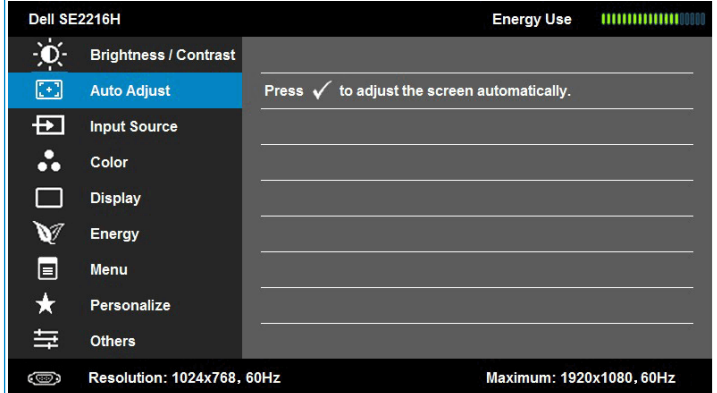 Dell SE2216H Energy Use
Brightness / Contrast
Auto Adjust Press ✓ to adjust the screen automatically.
Input Source
Color
Display
Energy
Menu
Personalize
Others
Resolution: 1024x768, 60Hz Maximum: 1920x1080, 60Hz